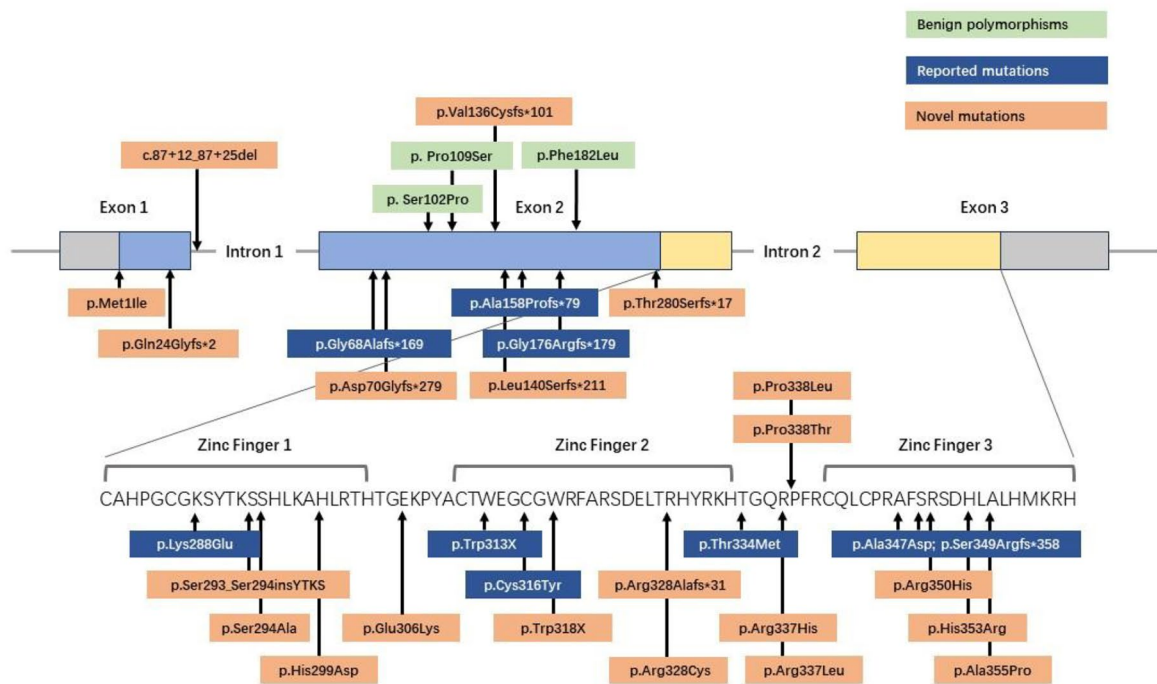 Benign polymorphisms
Reported mutations
Novel mutations
p.Val136Cysfs*101
c.87+12_87+25del
p. Pro109Ser
p.Phe182Leu
p. Ser102Pro
Exon 1
Exon 2
Exon 3
Intron 1
Intron 2
p.Met1Ile
p.Ala158Profs*79
p.Thr280Serfs*17
p.Gln24Glyfs*2
p.Gly68Alafs*169
p.Gly176Argfs*179
p.Asp70Glyfs*279
p.Leu140Serfs*211
p.Pro338Leu
p.Pro338Thr
Zinc Finger 1
Zinc Finger 2
Zinc Finger 3
CAHPGCGKSYTKSSHLKAHLRTHTGEKPYACTWEGCGWRFARSDELTRHYRKHTGQRPFRCQLCPRAFSRSDHLALHMKRH
p.Lys288Glu
p.Trp313X
p.Thr334Met
p.Ala347Asp; p.Ser349Argfs*358
p.Ser293_Ser294insYTKS
p.Cys316Tyr
p.Arg328Alafs*31
p.Arg350His
p.Ser294Ala
p.Glu306Lys
p.Trp318X
p.Arg337His
p.His353Arg
p.His299Asp
p.Arg328Cys
p.Arg337Leu
p.Ala355Pro